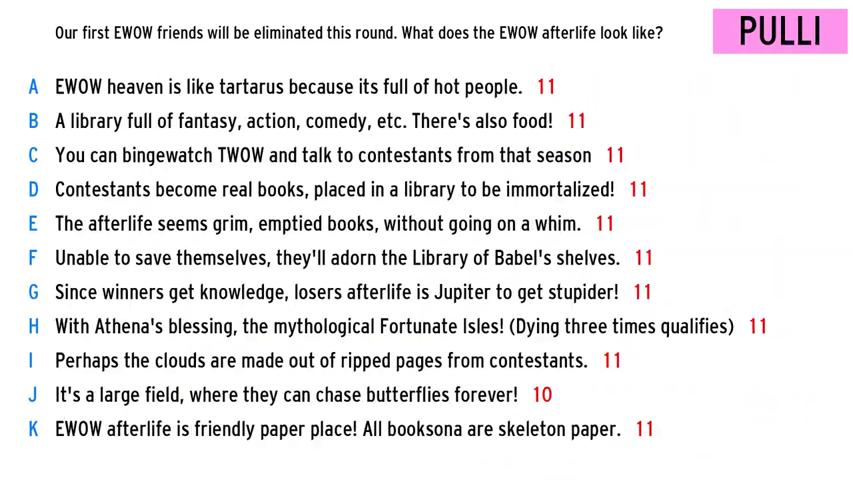 Our first EWOW friends will be eliminated this round. What does the EWOW afterlife look like?
PULLI
A EWOW heaven is like tartarus because its full of hot people. 11
B A library full of fantasy, action, comedy, etc. There's also food! 11
C You can bingewatch TWOW and talk to contestants from that season 11
D Contestants become real books, placed in a library to be immortalized! 11
E The afterlife seems grim, emptied books, without going on a whim. 11
F Unable to save themselves, they'll adorn the Library of Babel's shelves. 11
G Since winners get knowledge, losers afterlife is Jupiter to get stupider! 11
H With Athena's blessing, the mythological Fortunate Isles! (Dying three times qualifies) 11
I Perhaps the clouds are made out of ripped pages from contestants. 11
J It's a large field, where they can chase butterflies forever! 10
K EWOW afterlife is friendly paper place! All booksona are skeleton paper. 11